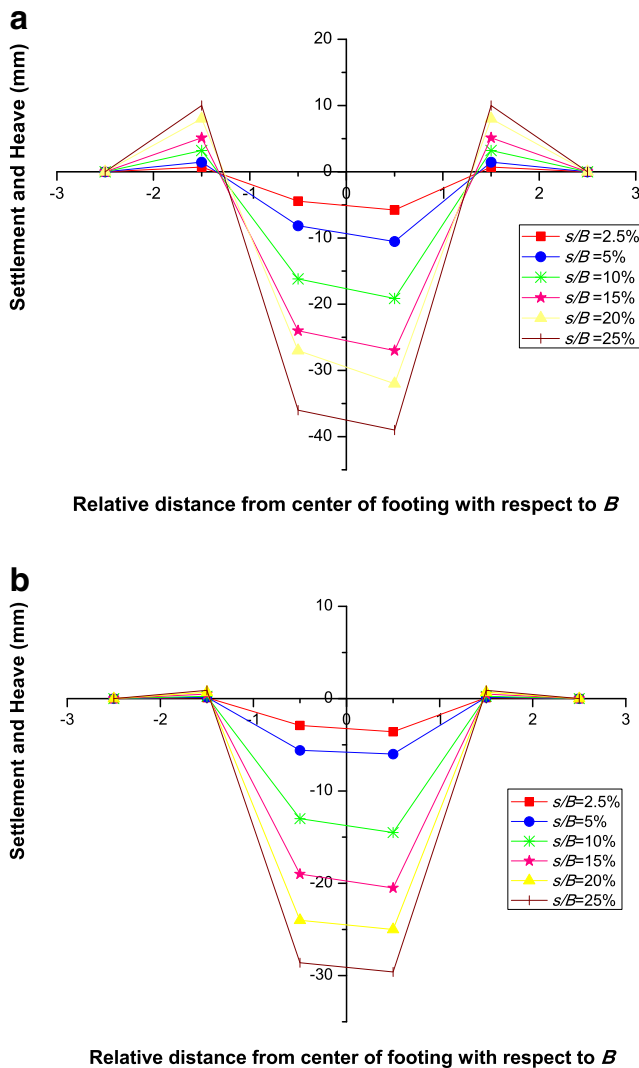 a
Settlement and Heave (mm)
20
10
0
-10
-20
-30
-40
-3 -2 -1 0 1 2 3
s/B =2.5%
s/B =5%
s/B =10%
s/B =15%
s/B =20%
s/B =25%
Relative distance from center of footing with respect to B
b
Settlement and Heave (mm)
10
0
-10
-20
-30
-3 -2 -1 0 1 2 3
s/B=2.5%
s/B=5%
s/B=10%
s/B=15%
s/B=20%
s/B=25%
Relative distance from center of footing with respect to B